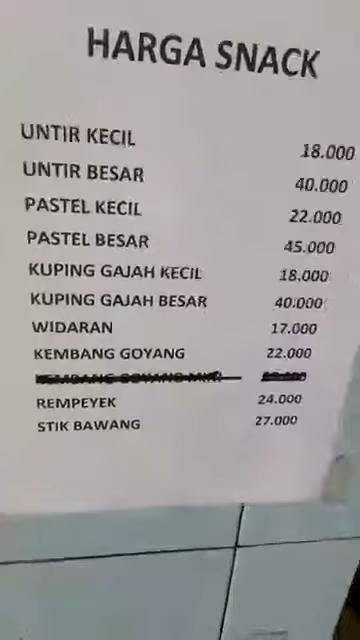 HARGA SNACK
UNTIR KECIL 18.000
UNTIR BESAR 40.000
PASTEL KECIL 22.000
PASTEL BESAR 45.000
KUPING GAJAH KECIL 18.000
KUPING GAJAH BESAR 40.000
WIDARAN 17.000
KEMBANG GOYANG 22.000
KEMBANG GOYANG
REMPEYEK 24.000
STIK BAWANG 27.000